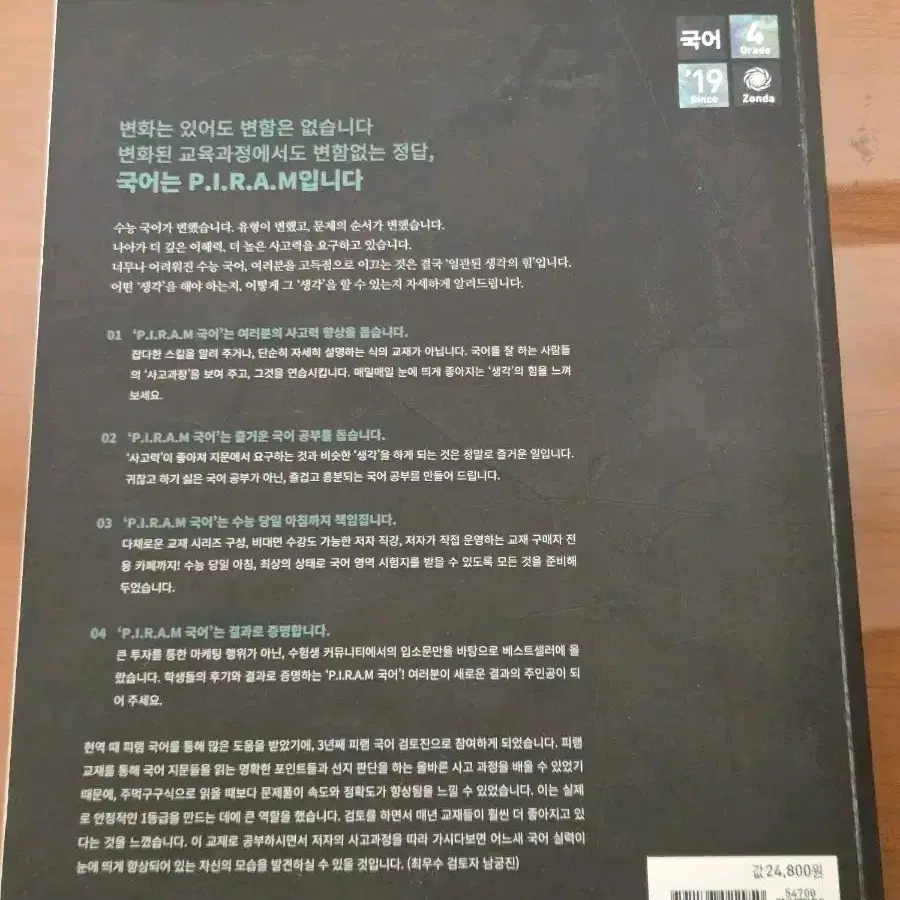 국어
4
Grade
'19
Since
Zonda
변화는 있어도 변함은 없습니다
변화된 교육과정에서도 변함없는 정답,
국어는 P.I.R.A.M입니다
수능 국어가 변했습니다. 유형이 변했고, 문제의 순서가 변했습니다.
나아가 더 깊은 이해력, 더 높은 사고력을 요구하고 있습니다.
너무나 어려워진 수능 국어, 여러분을 고득점으로 이끄는 것은 결국 '일관된 생각의 힘'입니다.
어떤 '생각'을 해야 하는지, 어떻게 그 '생각'을 할 수 있는지 자세하게 알려드립니다.
01 'P.I.R.A.M 국어'는 여러분의 사고력 향상을 돕습니다.
잡다한 스킬을 알려 주거나, 단순히 자세히 설명하는 식의 교재가 아닙니다. 국어를 잘 하는 사람들
의 '사고과정'을 보여 주고, 그것을 연습시킵니다. 매일매일 눈에 띄게 좋아지는 '생각'의 힘을 느껴
보세요.
02 'P.I.R.A.M 국어'는 즐거운 국어 공부를 돕습니다.
'사고력'이 좋아져 지문에서 요구하는 것과 비슷한 '생각'을 하게 되는 것은 정말로 즐거운 일입니다.
귀찮고 하기 싫은 국어 공부가 아닌, 즐겁고 흥분되는 국어 공부를 만들어 드립니다.
03 'P.I.R.A.M 국어'는 수능 당일 아침까지 책임집니다.
다채로운 교재 시리즈 구성, 비대면 수강도 가능한 저자 직강, 저자가 직접 운영하는 교재 구매자 전
용 카페까지! 수능 당일 아침, 최상의 상태로 국어 영역 시험지를 받을 수 있도록 모든 것을 준비해
두었습니다.
04 'P.I.R.A.M 국어'는 결과로 증명합니다.
큰 투자를 통한 마케팅 행위가 아닌, 수험생 커뮤니티에서의 입소문만을 바탕으로 베스트셀러에 올
랐습니다. 학생들의 후기와 결과로 증명하는 'P.I.R.A.M 국어'! 여러분이 새로운 결과의 주인공이 되
어 주세요.
현역 때 피램 국어를 통해 많은 도움을 받았기에, 3년째 피램 국어 검토진으로 참여하게 되었습니다. 피램
교재를 통해 국어 지문들을 읽는 명확한 포인트들과 선지 판단을 하는 올바른 사고 과정을 배울 수 있었기
때문에, 주먹구구식으로 읽을 때보다 문제풀이 속도와 정확도가 향상됨을 느낄 수 있었습니다. 이는 실제
로 안정적인 1등급을 만드는 데에 큰 역할을 했습니다. 검토를 하면서 매년 교재들이 훨씬 더 좋아지고 있
다는 것을 느꼈습니다. 이 교재로 공부하시면서 저자의 사고과정을 따라 가시다보면 어느새 국어 실력이
눈에 띄게 향상되어 있는 자신의 모습을 발견하실 수 있을 것입니다. (최우수 검토자 남궁진)
값 24,800원
54700